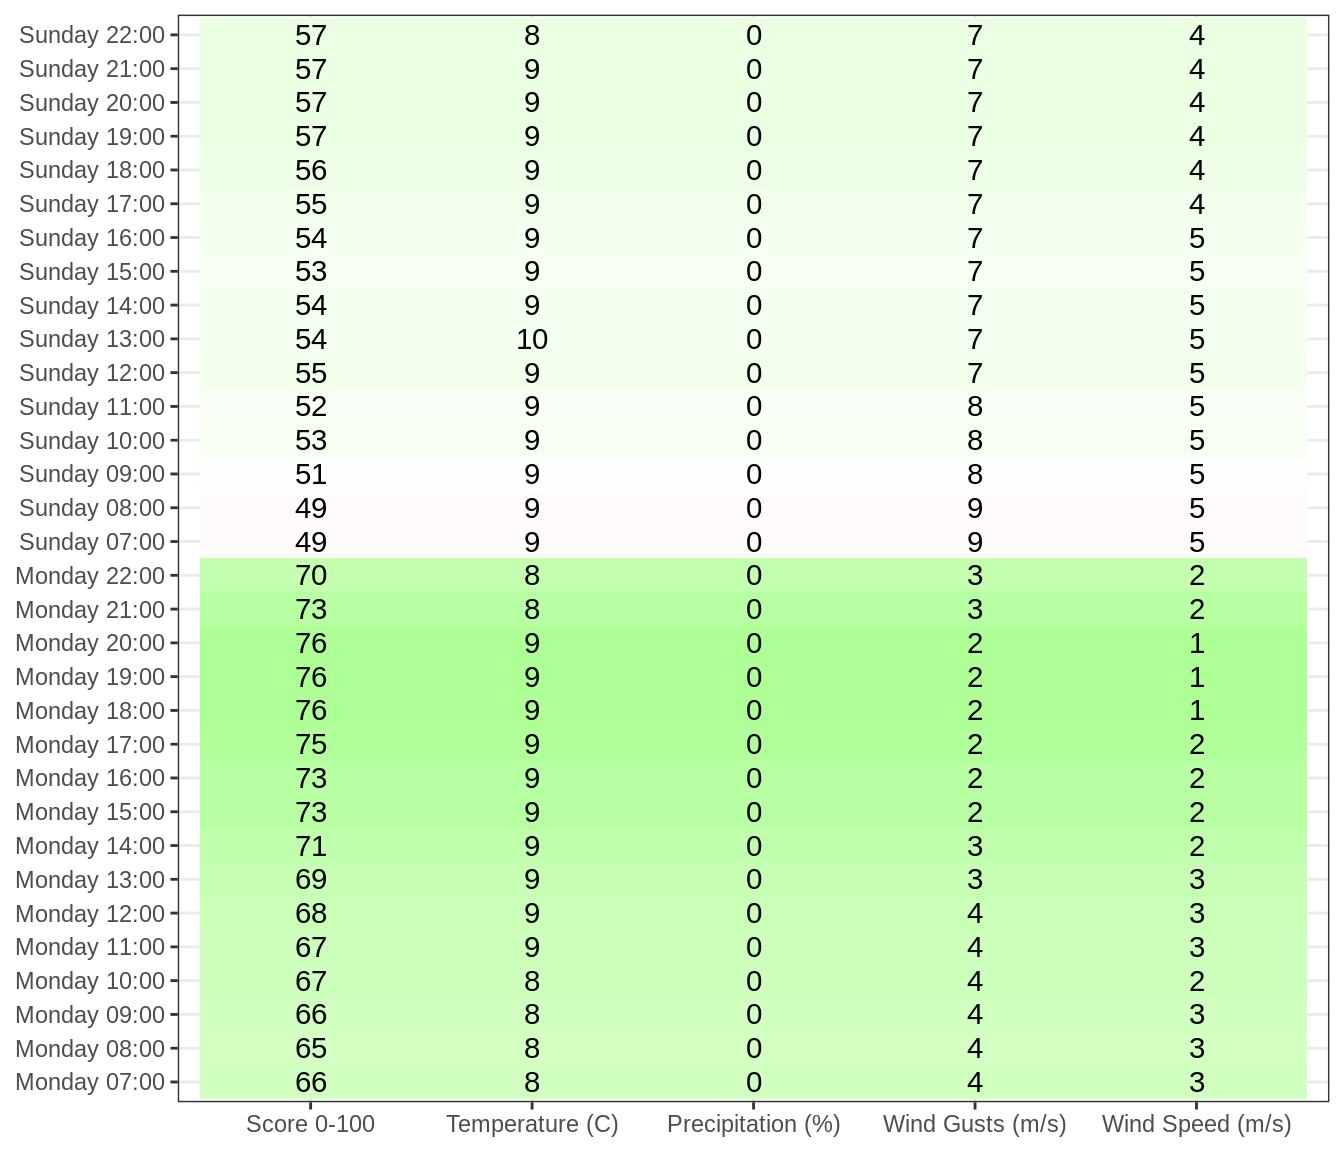 Sunday 22:00 57 8 0 7 4
Sunday 21:00 57 9 0 7 4
Sunday 20:00 57 9 0 7 4
Sunday 19:00 57 9 0 7 4
Sunday 18:00 56 9 0 7 4
Sunday 17:00 55 9 0 7 4
Sunday 16:00 54 9 0 7 5
Sunday 15:00 53 9 0 7 5
Sunday 14:00 54 9 0 7 5
Sunday 13:00 54 10 0 7 5
Sunday 12:00 55 9 0 7 5
Sunday 11:00 52 9 0 8 5
Sunday 10:00 53 9 0 8 5
Sunday 09:00 51 9 0 8 5
Sunday 08:00 49 9 0 9 5
Sunday 07:00 49 9 0 9 5
Monday 22:00 70 8 0 3 2
Monday 21:00 73 8 0 3 2
Monday 20:00 76 9 0 2 1
Monday 19:00 76 9 0 2 1
Monday 18:00 76 9 0 2 1
Monday 17:00 75 9 0 2 2
Monday 16:00 73 9 0 2 2
Monday 15:00 73 9 0 2 2
Monday 14:00 71 9 0 3 2
Monday 13:00 69 9 0 3 3
Monday 12:00 68 9 0 4 3
Monday 11:00 67 9 0 4 3
Monday 10:00 67 8 0 4 2
Monday 09:00 66 8 0 4 3
Monday 08:00 65 8 0 4 3
Monday 07:00 66 8 0 4 3
Score 0-100 Temperature (C) Precipitation (%) Wind Gusts (m/s) Wind Speed (m/s)